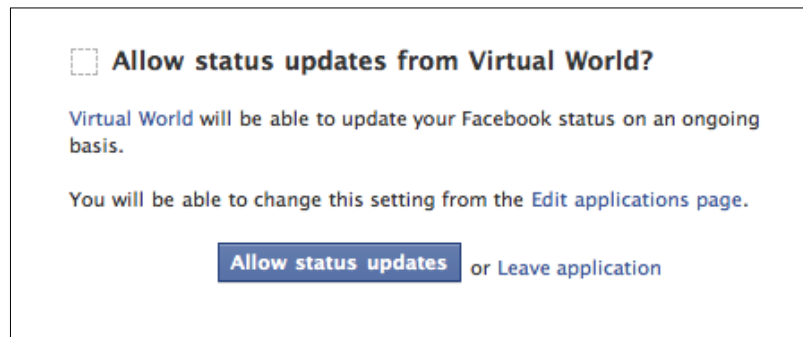 Allow status updates from Virtual World?
Virtual World will be able to update your Facebook status on an ongoing
basis.
You will be able to change this setting from the Edit applications page.
Allow status updates or Leave application